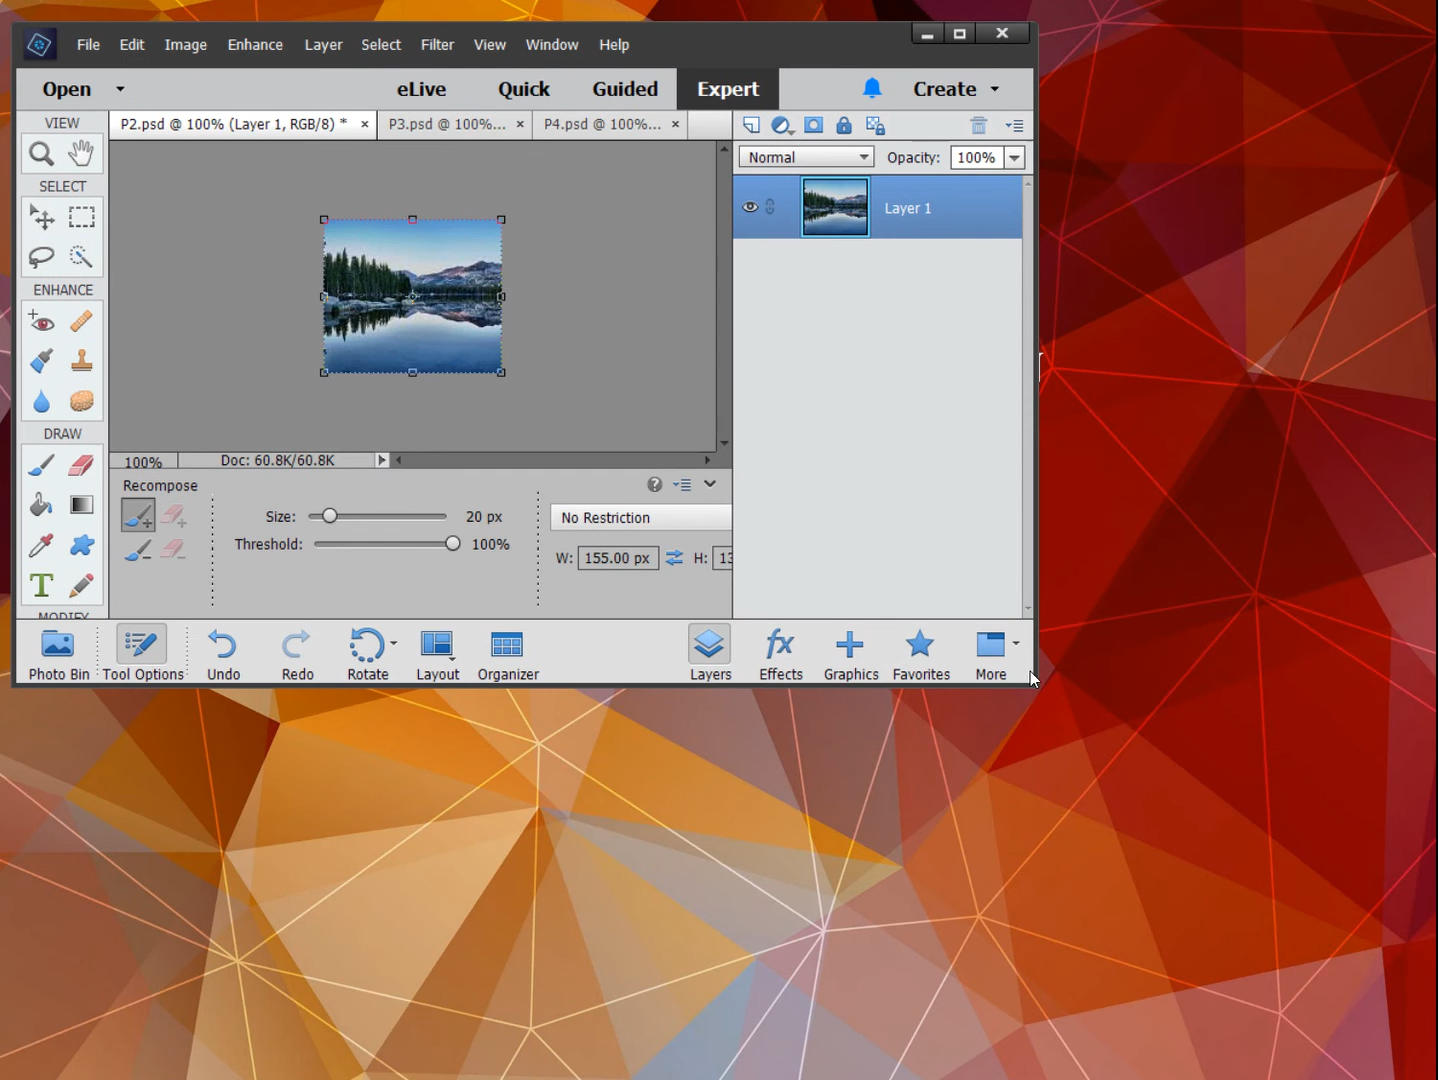 File Edit Image Enhance Layer Select Filter View Window Help
Open eLive Quick Guided Expert Create
VIEW
P2.psd @ 100% (Layer 1, RGB/8) * × P3.psd @ 100%... × P4.psd @ 100%... ×
Normal Opacity: 100%
SELECT
Layer 1
ENHANCE
DRAW
100% Doc: 60.8K/60.8K
Recompose
Size: 20 px No Restriction
Threshold: 100%
W: 155.00 px H: 13
T
MODIFY
fx
Photo Bin Tool Options Undo Redo Rotate Layout Organizer Layers Effects Graphics Favorites More